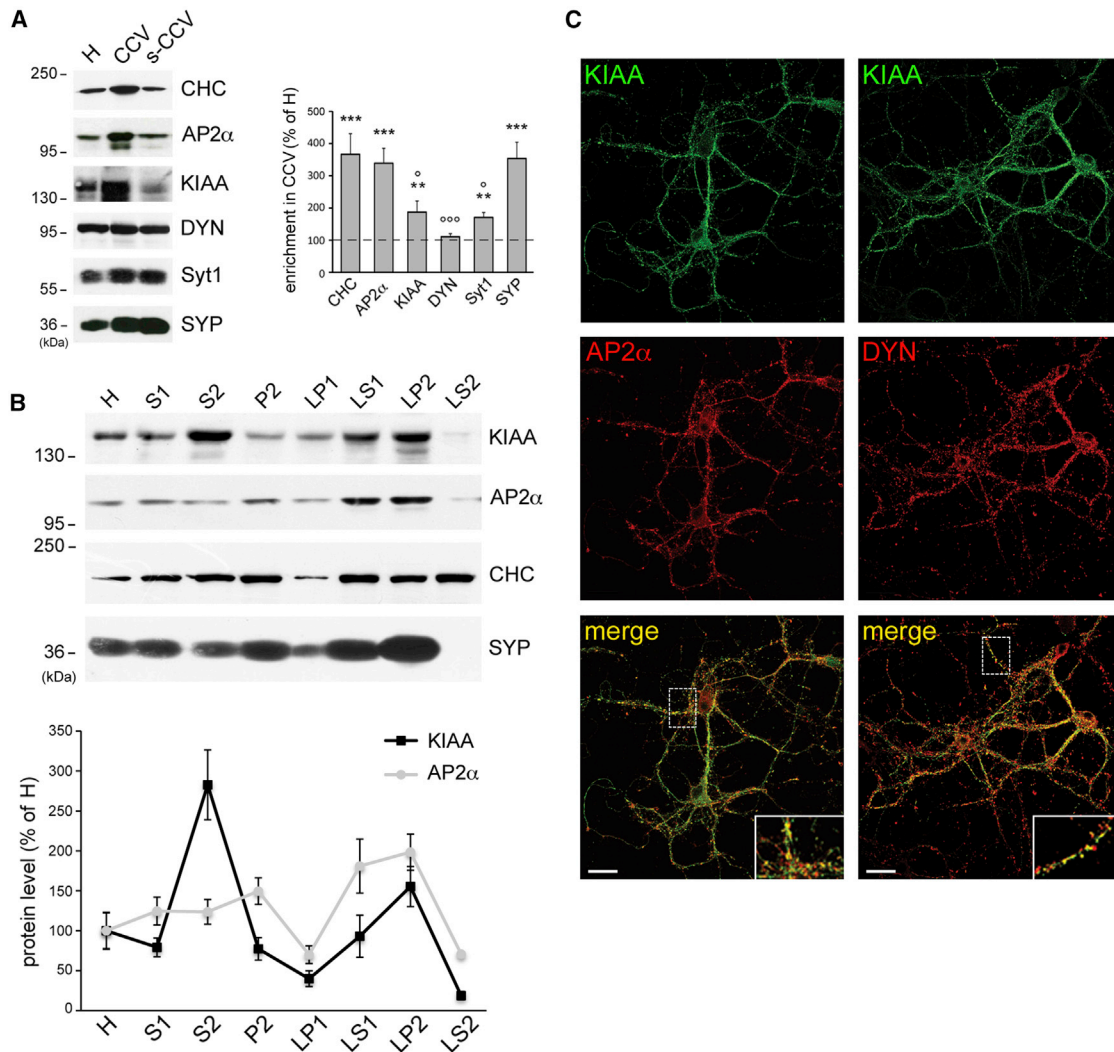 A
H CCV s-CCV
250
CHC
AP2α
95
KIAA
130
DYN
95
Syt1
55
36
SYP
(kDa)
enrichment in CCV (% of H)
500
400
300
200
100
0
*** *** ° ** °°° ° ** ***
CHC AP2α KIAA DYN Syt1 SYP
B
H S1 S2 P2 LP1 LS1 LP2 LS2
KIAA
130
AP2α
95
250
CHC
36
SYP
(kDa)
protein level (% of H)
350
300
250
200
150
100
50
0
KIAA
AP2α
H S1 S2 P2 LP1 LS1 LP2 LS2
C
KIAA KIAA
AP2α DYN
merge merge